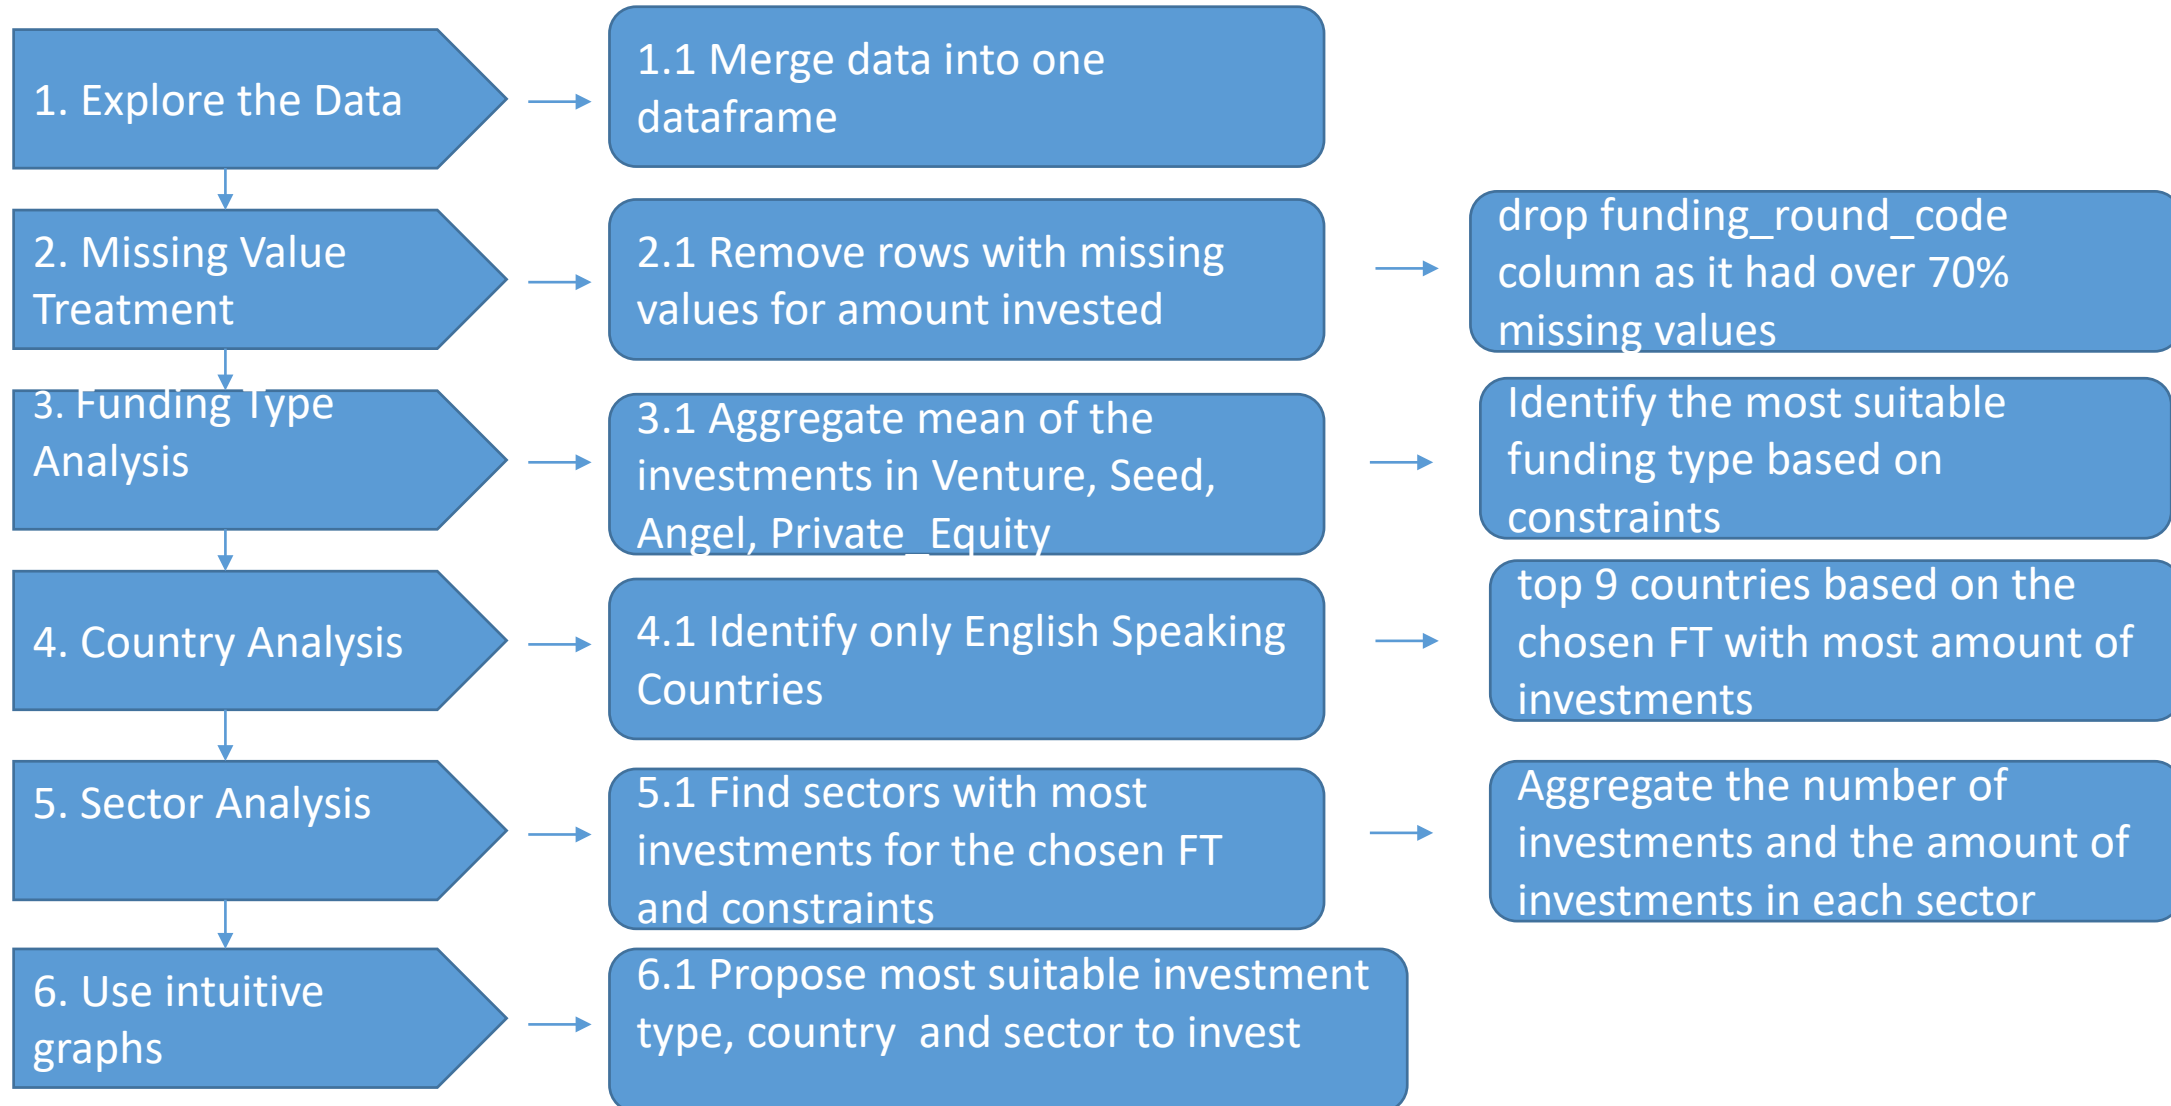 1. Explore the Data
1.1 Merge data into one
dataframe
2. Missing Value
Treatment
2.1 Remove rows with missing
values for amount invested
drop funding_round_code
column as it had over 70%
missing values
3. Funding Type
Analysis
3.1 Aggregate mean of the
investments in Venture, Seed,
Angel, Private_Equity
Identify the most suitable
funding type based on
constraints
4. Country Analysis
4.1 Identify only English Speaking
Countries
top 9 countries based on the
chosen FT with most amount of
investments
5. Sector Analysis
5.1 Find sectors with most
investments for the chosen FT
and constraints
Aggregate the number of
investments and the amount of
investments in each sector
6. Use intuitive
graphs
6.1 Propose most suitable investment
type, country  and sector to invest